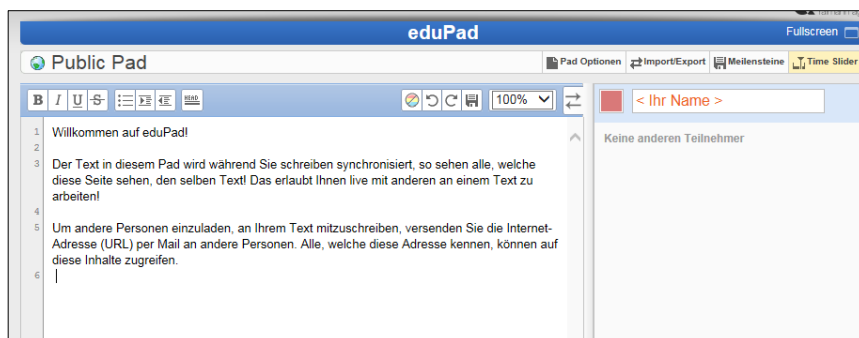 eduPad
Fullscreen
Public Pad
Pad Optionen
Import/Export
Meilensteine
Time Slider
B I U S
HEAD
100%
< Ihr Name >
Keine anderen Teilnehmer
1 Willkommen auf eduPad!
2
3 Der Text in diesem Pad wird während Sie schreiben synchronisiert, so sehen alle, welche
diese Seite sehen, den selben Text! Das erlaubt Ihnen live mit anderen an einem Text zu
arbeiten!
4
5 Um andere Personen einzuladen, an Ihrem Text mitzuschreiben, versenden Sie die Internet-
Adresse (URL) per Mail an andere Personen. Alle, welche diese Adresse kennen, können auf
diese Inhalte zugreifen.
6